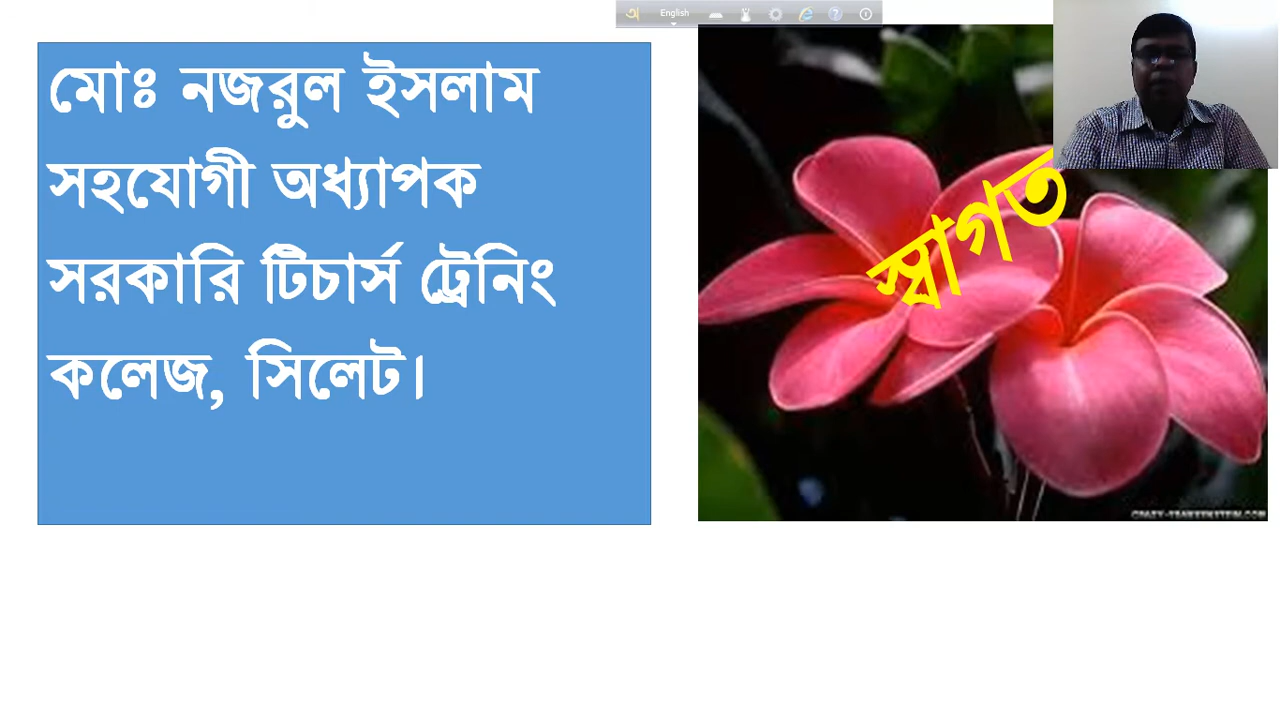 English
মোঃ নজরুল ইসলাম
সহযোগী অধ্যাপক
সরকারি টিচার্স ট্রেনিং
কলেজ, সিলেট।
স্বাগত